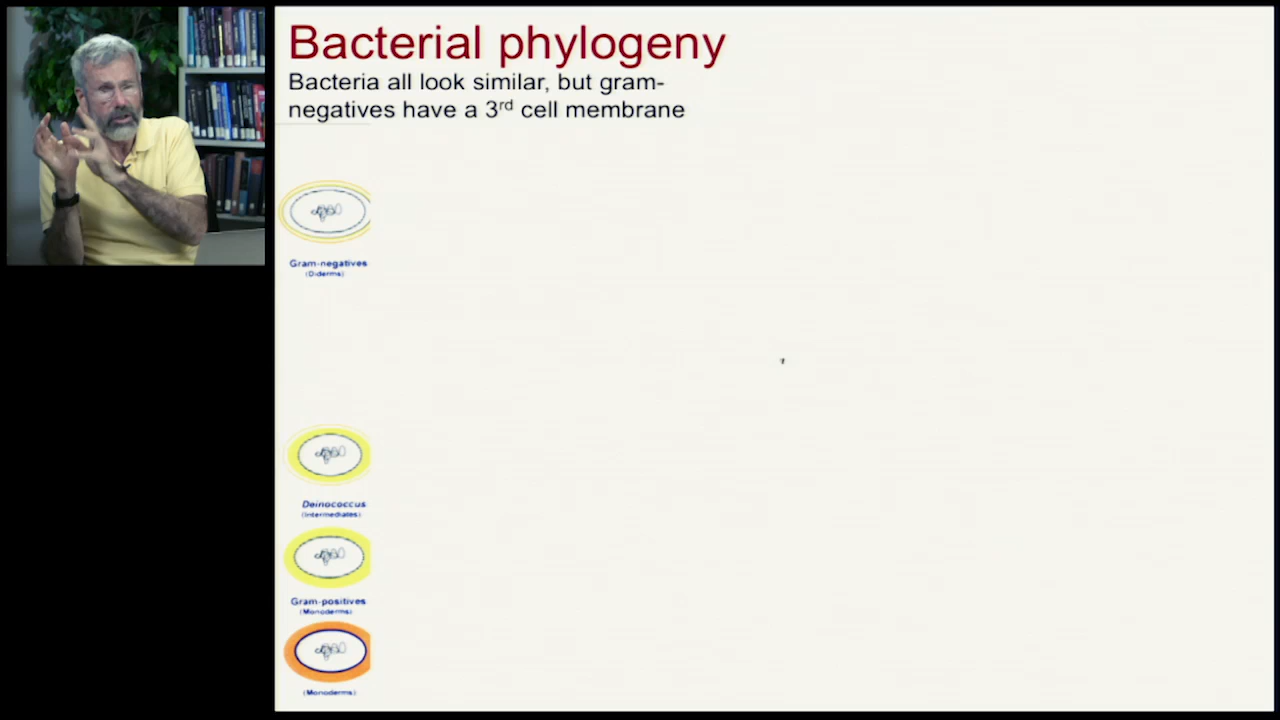 Bacterial phylogeny
Bacteria all look similar, but gram-
negatives have a 3rd cell membrane
Gram-negatives
(Diderms)
Deinococcus
(Intermediates)
Gram-positives
(Monoderms)
(Monoderms)